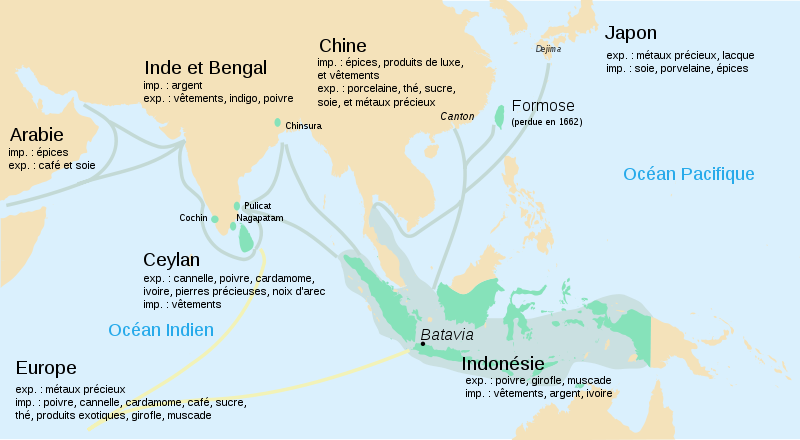 Japon
exp. : métaux précieux, lacque
imp. : soie, porvelaine, épices
Dejima
Chine
imp. : épices, produits de luxe,
et vêtements
exp. : porcelaine, thé, sucre,
soie, et métaux précieux
Canton
Inde et Bengal
imp. : argent
exp. : vêtements, indigo, poivre
Chinsura
Formose
(perdue en 1662)
Arabie
imp. : épices
exp. : café et soie
Océan Pacifique
Pulicat
Cochin
Nagapatam
Ceylan
exp. : cannelle, poivre, cardamome,
ivoire, pierres précieuses, noix d'arec
imp. : vêtements
Océan Indien
Batavia
Indonésie
exp. : poivre, girofle, muscade
imp. : vêtements, argent, ivoire
Europe
exp. : métaux précieux
imp. : poivre, cannelle, cardamome, café, sucre,
thé, produits exotiques, girofle, muscade